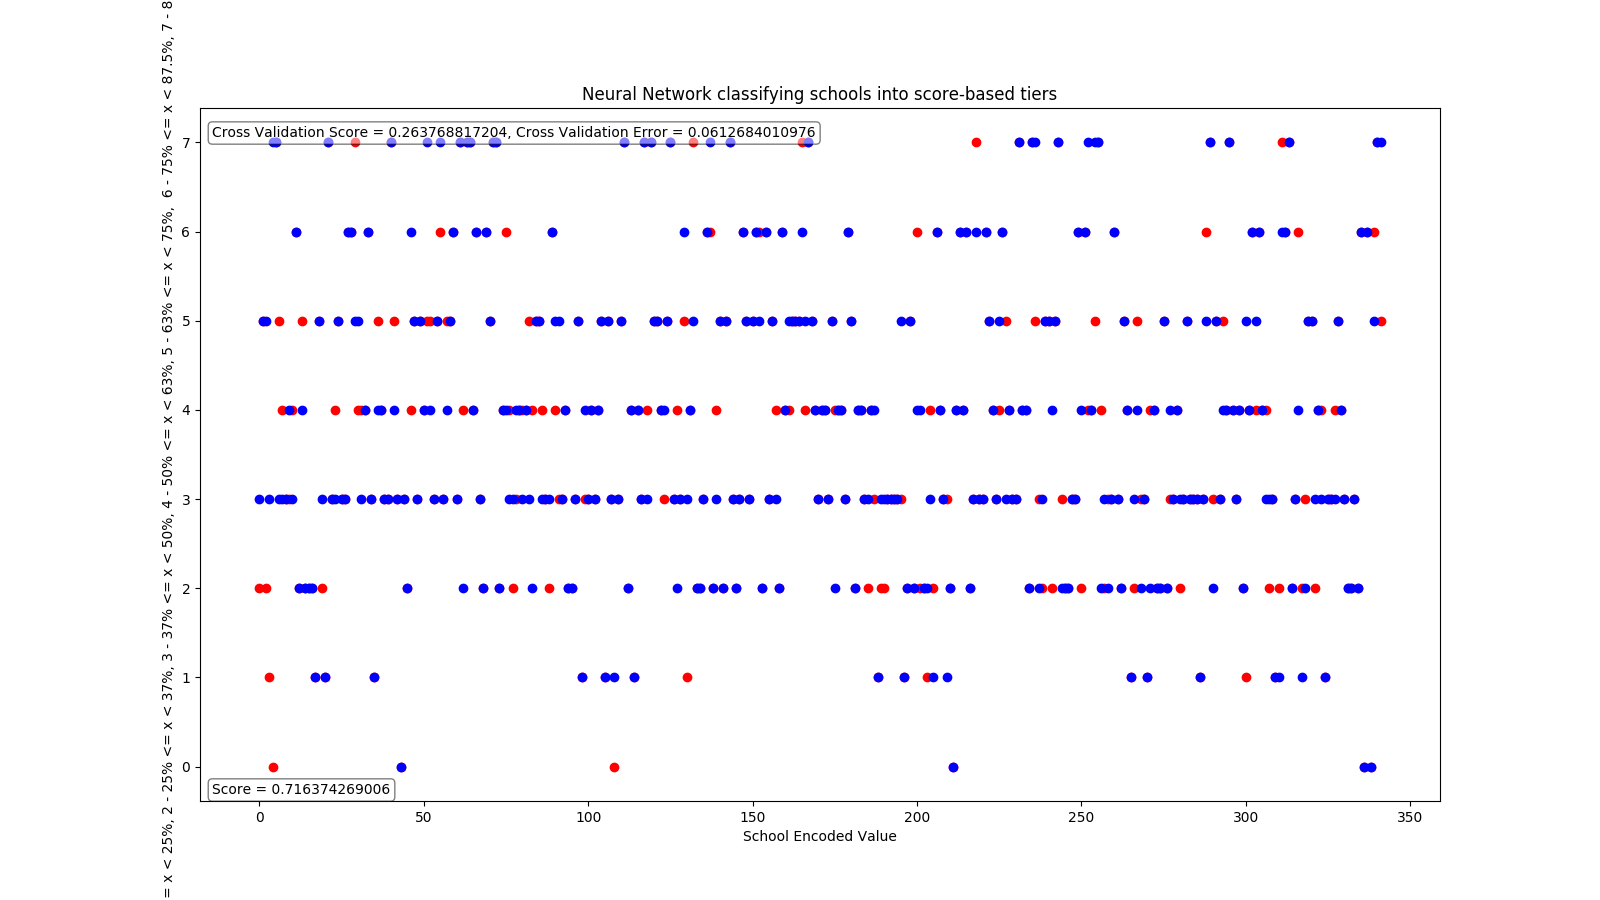 Neural Network classifying schools into score-based tiers
Cross Validation Score = 0.263768817204, Cross Validation Error = 0.0612684010976
7
6
5
4
3
2
1
0
= x < 25%, 2 - 25% <= x < 37%, 3 - 37% <= x < 50%, 4 - 50% <= x < 63%, 5 - 63% <= x < 75%,  6 - 75% <= x < 87.5%, 7 - 8
Score = 0.716374269006
0 50 100 150 200 250 300 350
School Encoded Value